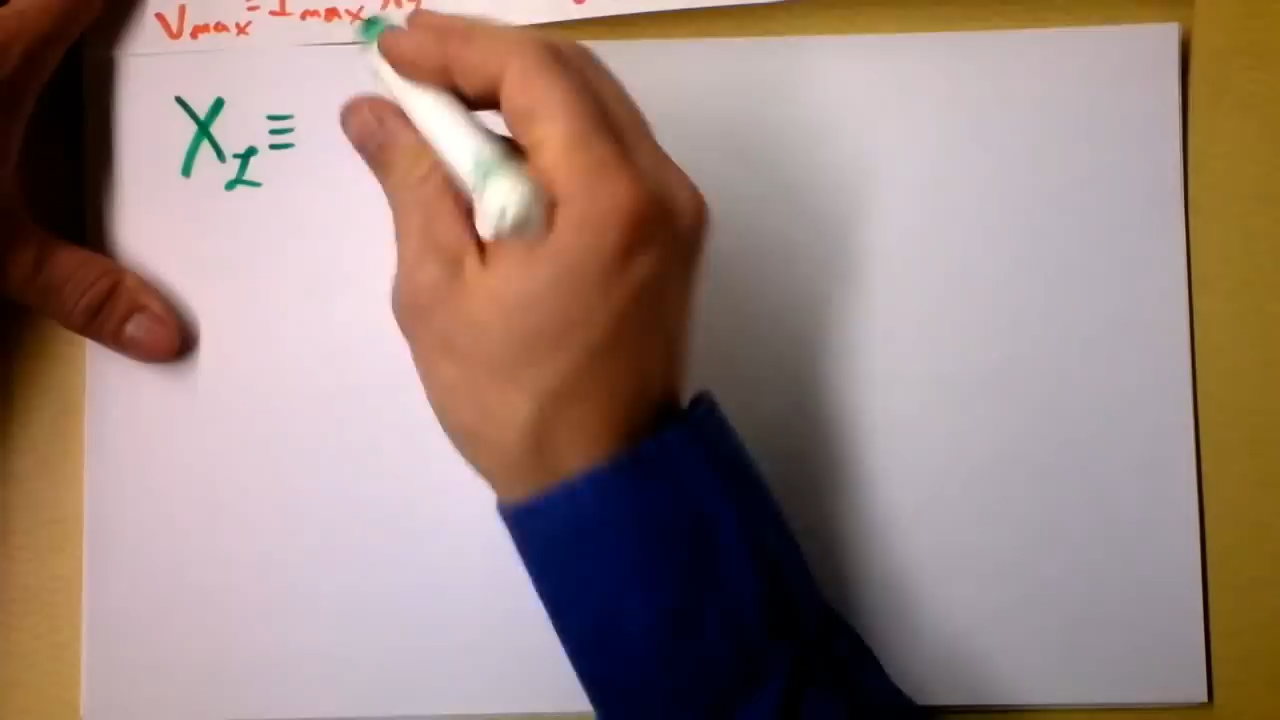 Vmax = Imax
X_L ≡